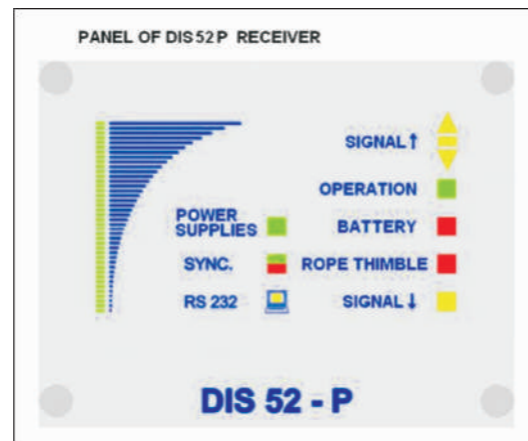 PANEL OF DIS 52 P RECEIVER
SIGNAL ↑
OPERATION
POWER
SUPPLIES
BATTERY
SYNC.
ROPE THIMBLE
RS 232
SIGNAL ↓
DIS 52 - P